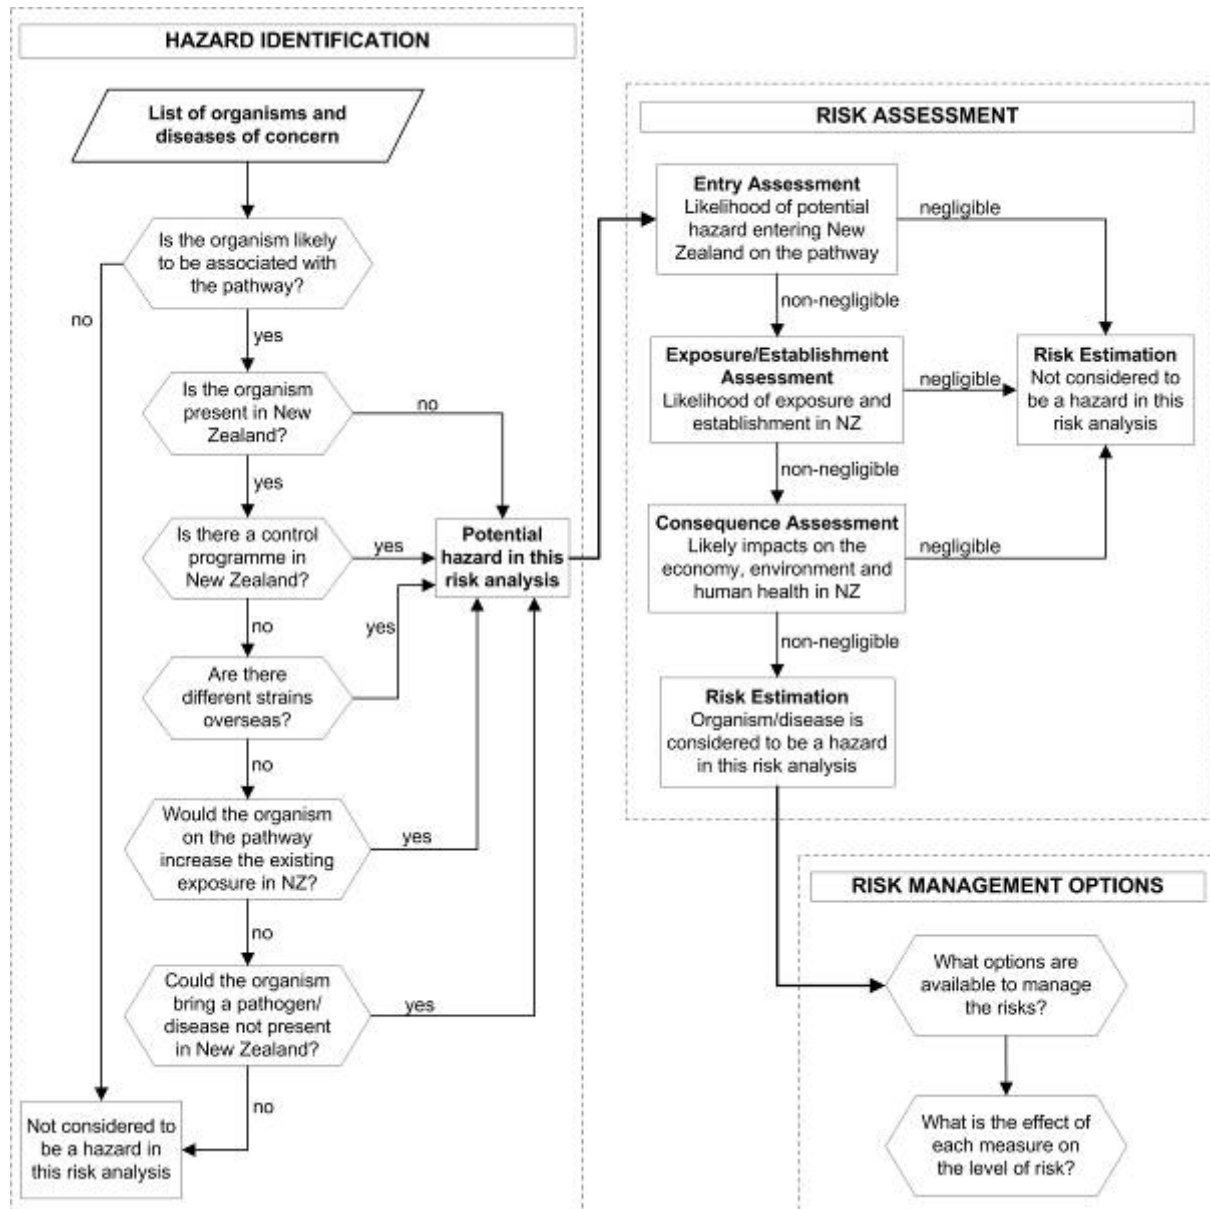 HAZARD IDENTIFICATION
List of organisms and
diseases of concern
Is the organism likely
to be associated with
the pathway?
no
yes
Is the organism
present in New
Zealand?
no
yes
Is there a control
programme in
New Zealand?
yes
no
Potential
hazard in this
risk analysis
Are there
different strains
overseas?
yes
no
Would the organism
on the pathway
increase the existing
exposure in NZ?
yes
no
Could the organism
bring a pathogen/
disease not present
in New Zealand?
yes
no
Not considered to
be a hazard in
this risk analysis
RISK ASSESSMENT
Entry Assessment
Likelihood of potential
hazard entering New
Zealand on the pathway
negligible
non-negligible
Exposure/Establishment
Assessment
Likelihood of exposure and
establishment in NZ
negligible
Risk Estimation
Not considered to
be a hazard in this
risk analysis
non-negligible
Consequence Assessment
Likely impacts on the
economy, environment and
human health in NZ
negligible
non-negligible
Risk Estimation
Organism/disease is
considered to be a hazard
in this risk analysis
RISK MANAGEMENT OPTIONS
What options are
available to manage
the risks?
What is the effect of
each measure on
the level of risk?